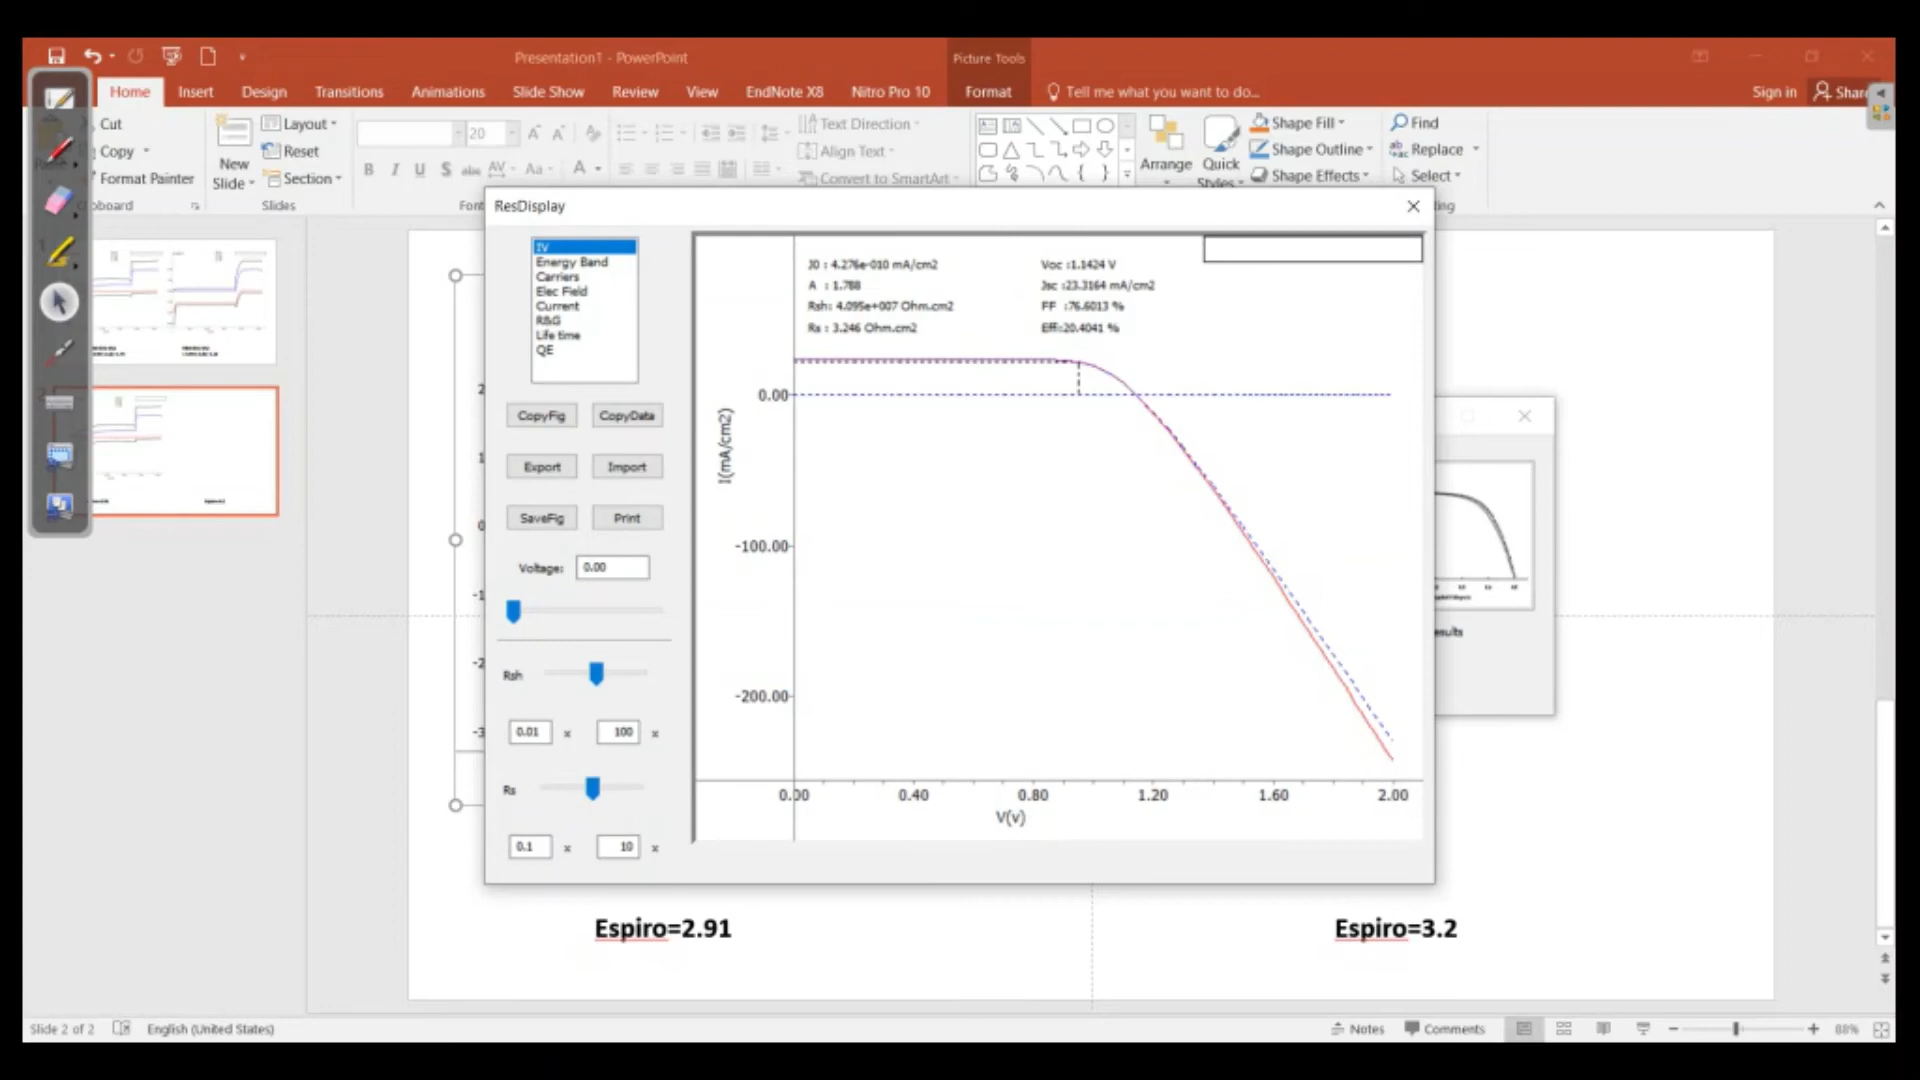 Presentation1 - PowerPoint
Picture Tools
Home
Insert
Design
Transitions
Animations
Slide Show
Review
View
EndNote X8
Nitro Pro 10
Format
Tell me what you want to do...
Sign in
Share
Cut
Copy
Format Painter
New
Slide
Layout
Reset
Section
Slides
20
Text Direction
Align Text
Convert to SmartArt
Arrange
Quick
Styles
Shape Fill
Shape Outline
Shape Effects
Find
Replace
Select
ResDisplay
IV
Energy Band
Carriers
Elec Field
Current
R&G
Life time
QE
CopyFig
CopyData
Export
Import
SaveFig
Print
Voltage:
0.00
Rsh
0.01 x 100 x
Rs
0.1 x 10 x
J0 : 4.276e-010 mA/cm2
A : 1.788
Rsh: 4.095e+007 Ohm.cm2
Rs : 3.246 Ohm.cm2
Voc :1.1424 V
Jsc :23.3164 mA/cm2
FF :76.6013 %
Eff:20.4041 %
0.00
-100.00
-200.00
I(mA/cm2)
0.00 0.40 0.80 1.20 1.60 2.00
V(v)
Espiro=2.91
Espiro=3.2
Slide 2 of 2
English (United States)
Notes
Comments
88%